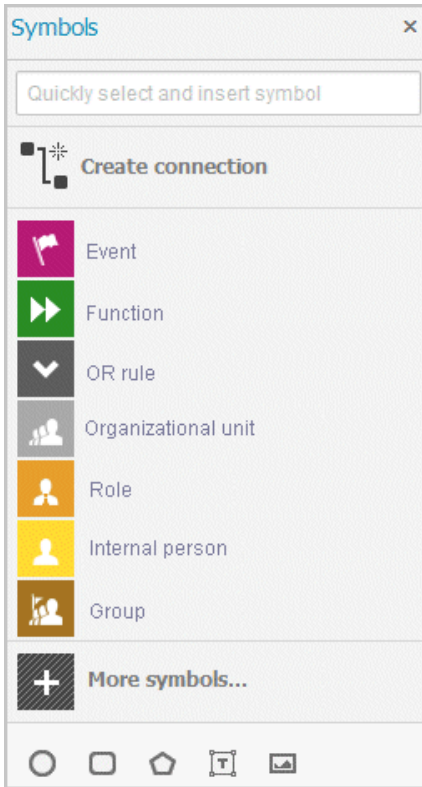 Symbols
Quickly select and insert symbol
Create connection
Event
Function
OR rule
Organizational unit
Role
Internal person
Group
More symbols...
T